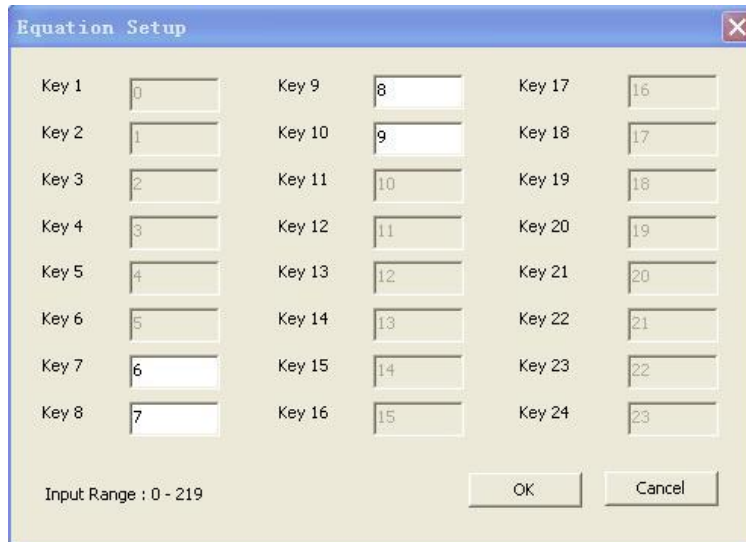 Equation Setup
Key 1 0 Key 9 8 Key 17 16
Key 2 1 Key 10 9 Key 18 17
Key 3 2 Key 11 10 Key 19 18
Key 4 3 Key 12 11 Key 20 19
Key 5 4 Key 13 12 Key 21 20
Key 6 5 Key 14 13 Key 22 21
Key 7 6 Key 15 14 Key 23 22
Key 8 7 Key 16 15 Key 24 23
Input Range : 0 - 219 OK Cancel